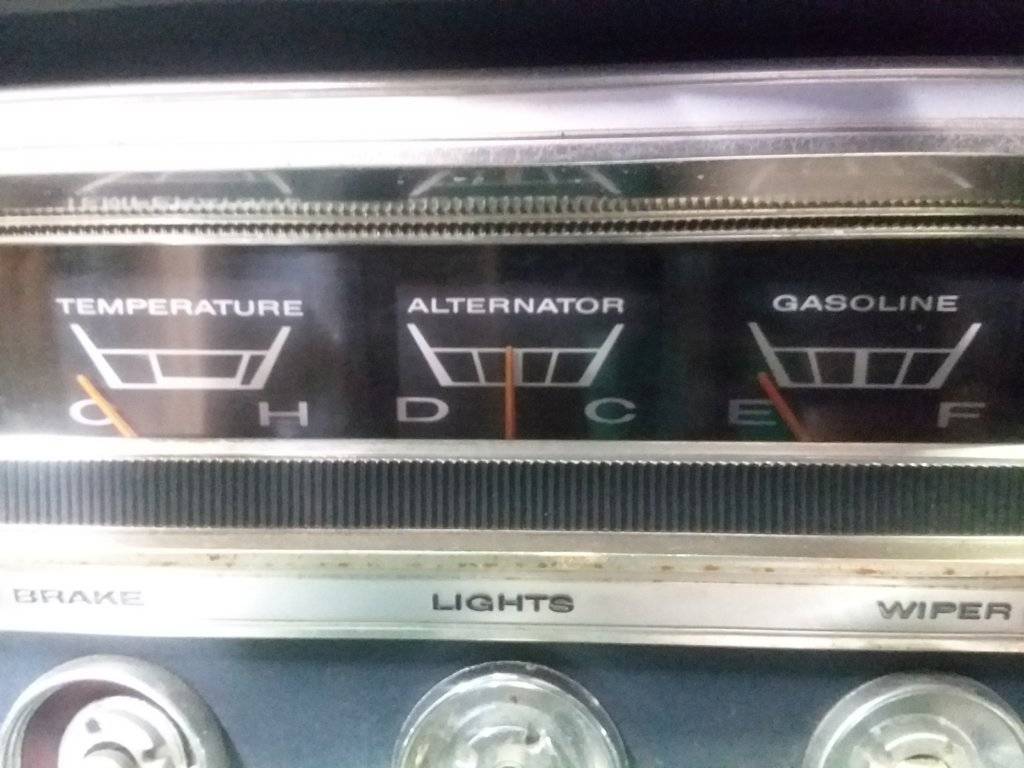 TEMPERATURE ALTERNATOR GASOLINE
C H D C E F
BRAKE LIGHTS WIPER